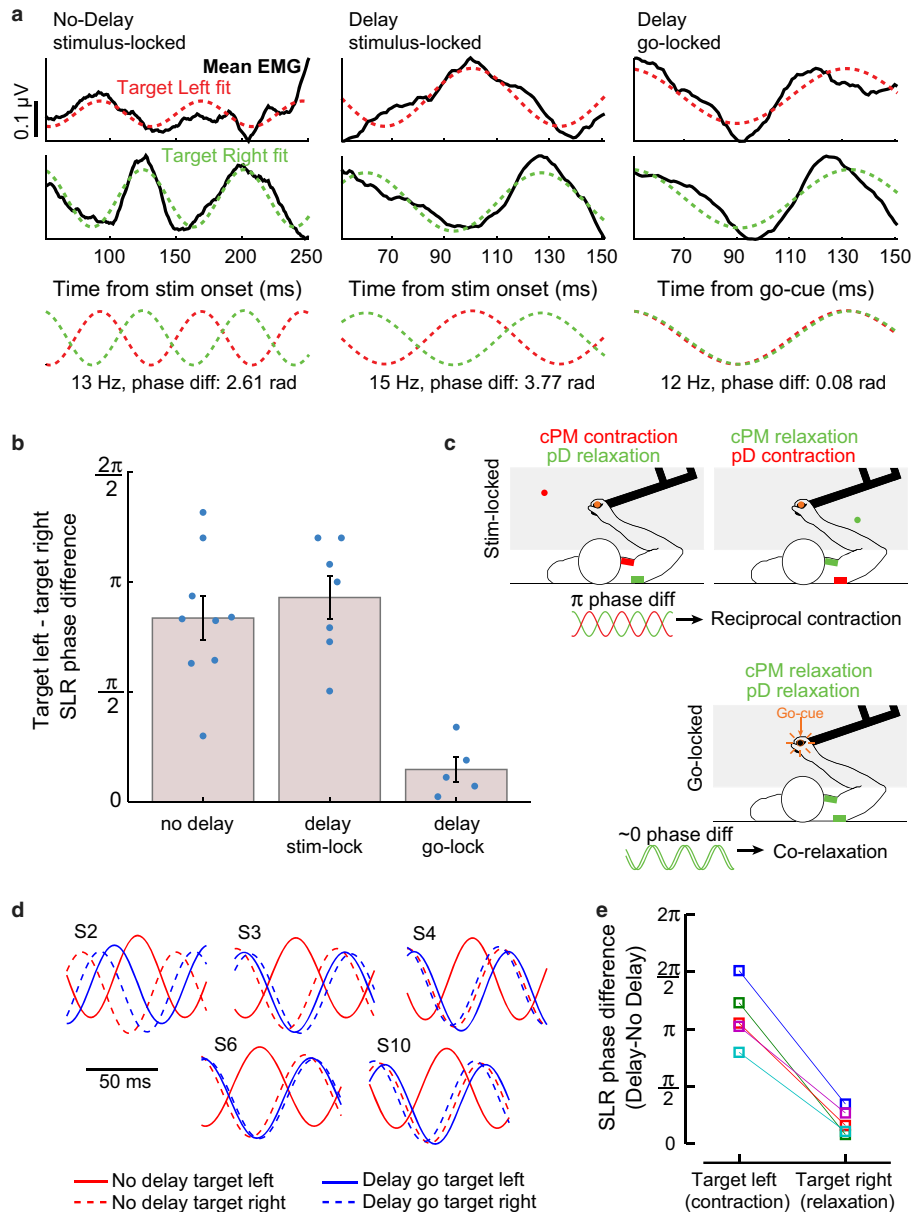 a
No-Delay
stimulus-locked
Delay
stimulus-locked
Delay
go-locked
Mean EMG
Target Left fit
0.1 µV
Target Right fit
100 150 200 250
70 90 110 130 150
70 90 110 130 150
Time from stim onset (ms)
Time from stim onset (ms)
Time from go-cue (ms)
13 Hz, phase diff: 2.61 rad
15 Hz, phase diff: 3.77 rad
12 Hz, phase diff: 0.08 rad
b
Target left - target right
SLR phase difference
2π
2
π
π
2
0
no delay
delay
stim-lock
delay
go-lock
c
cPM contraction
pD relaxation
cPM relaxation
pD contraction
Stim-locked
π phase diff
Reciprocal contraction
cPM relaxation
pD relaxation
Go-locked
Go-cue
~0 phase diff
Co-relaxation
d
S2
S3
S4
S6
S10
50 ms
No delay target left
No delay target right
Delay go target left
Delay go target right
e
SLR phase difference
(Delay-No Delay)
2π
2π
2
π
π
2
0
Target left
(contraction)
Target right
(relaxation)